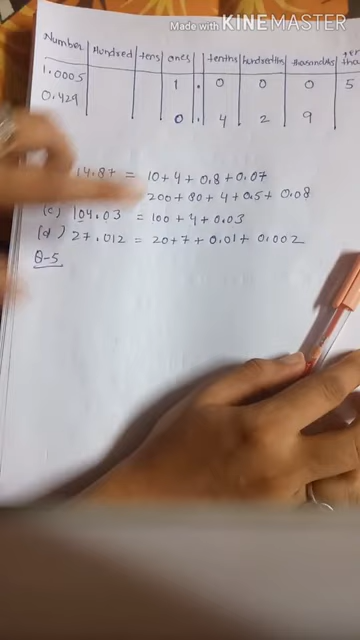 Made with KINEMASTER
Number Hundred tens ones . tenths hundredths thousandths ten tho
1.0005 1 . 0 0 0 5
0.429 0. 4 2 9
14.87 = 10+4+0.8+0.07
200+80+4+0.5+0.08
(c) 104.03 = 100+4+0.03
(d) 27.012 = 20+7+0.01+0.002
Q-5